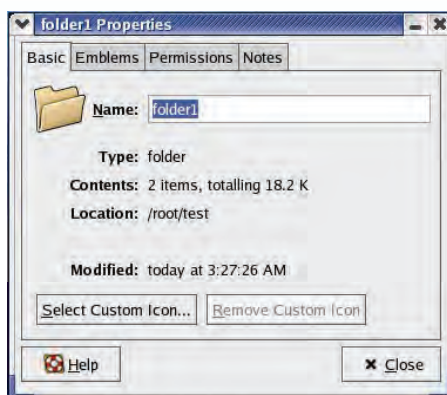 folder1 Properties
Basic Emblems Permissions Notes
Name: folder1
Type: folder
Contents: 2 items, totalling 18.2 K
Location: /root/test
Modified: today at 3:27:26 AM
Select Custom Icon... Remove Custom Icon
Help Close